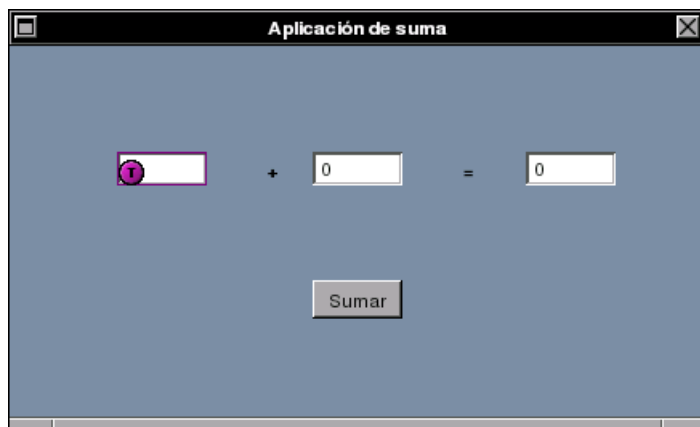 Aplicación de suma
T + 0 = 0
Sumar